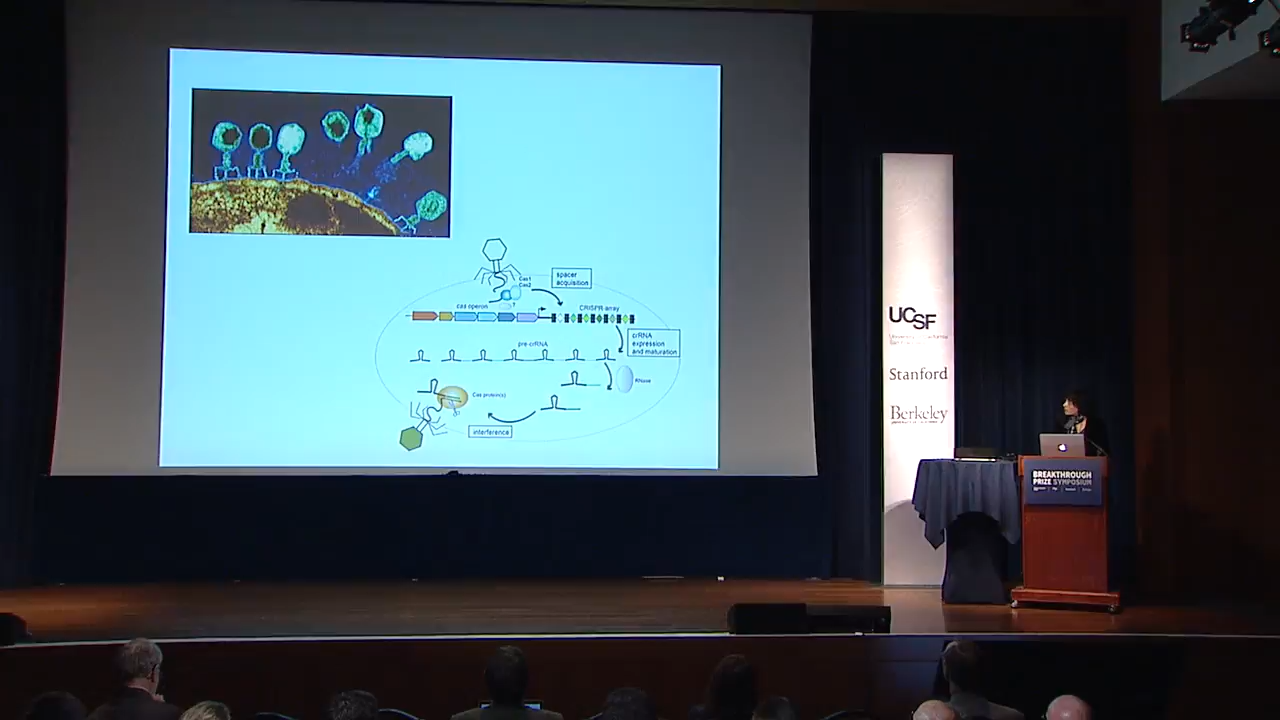 Cas1
Cas2
spacer
acquisition
cas operon
CRISPR array
crRNA
expression
and maturation
pre-crRNA
RNase
Cas protein(s)
interference
UCSF
Stanford
Berkeley
BREAKTHROUGH
PRIZE SYMPOSIUM